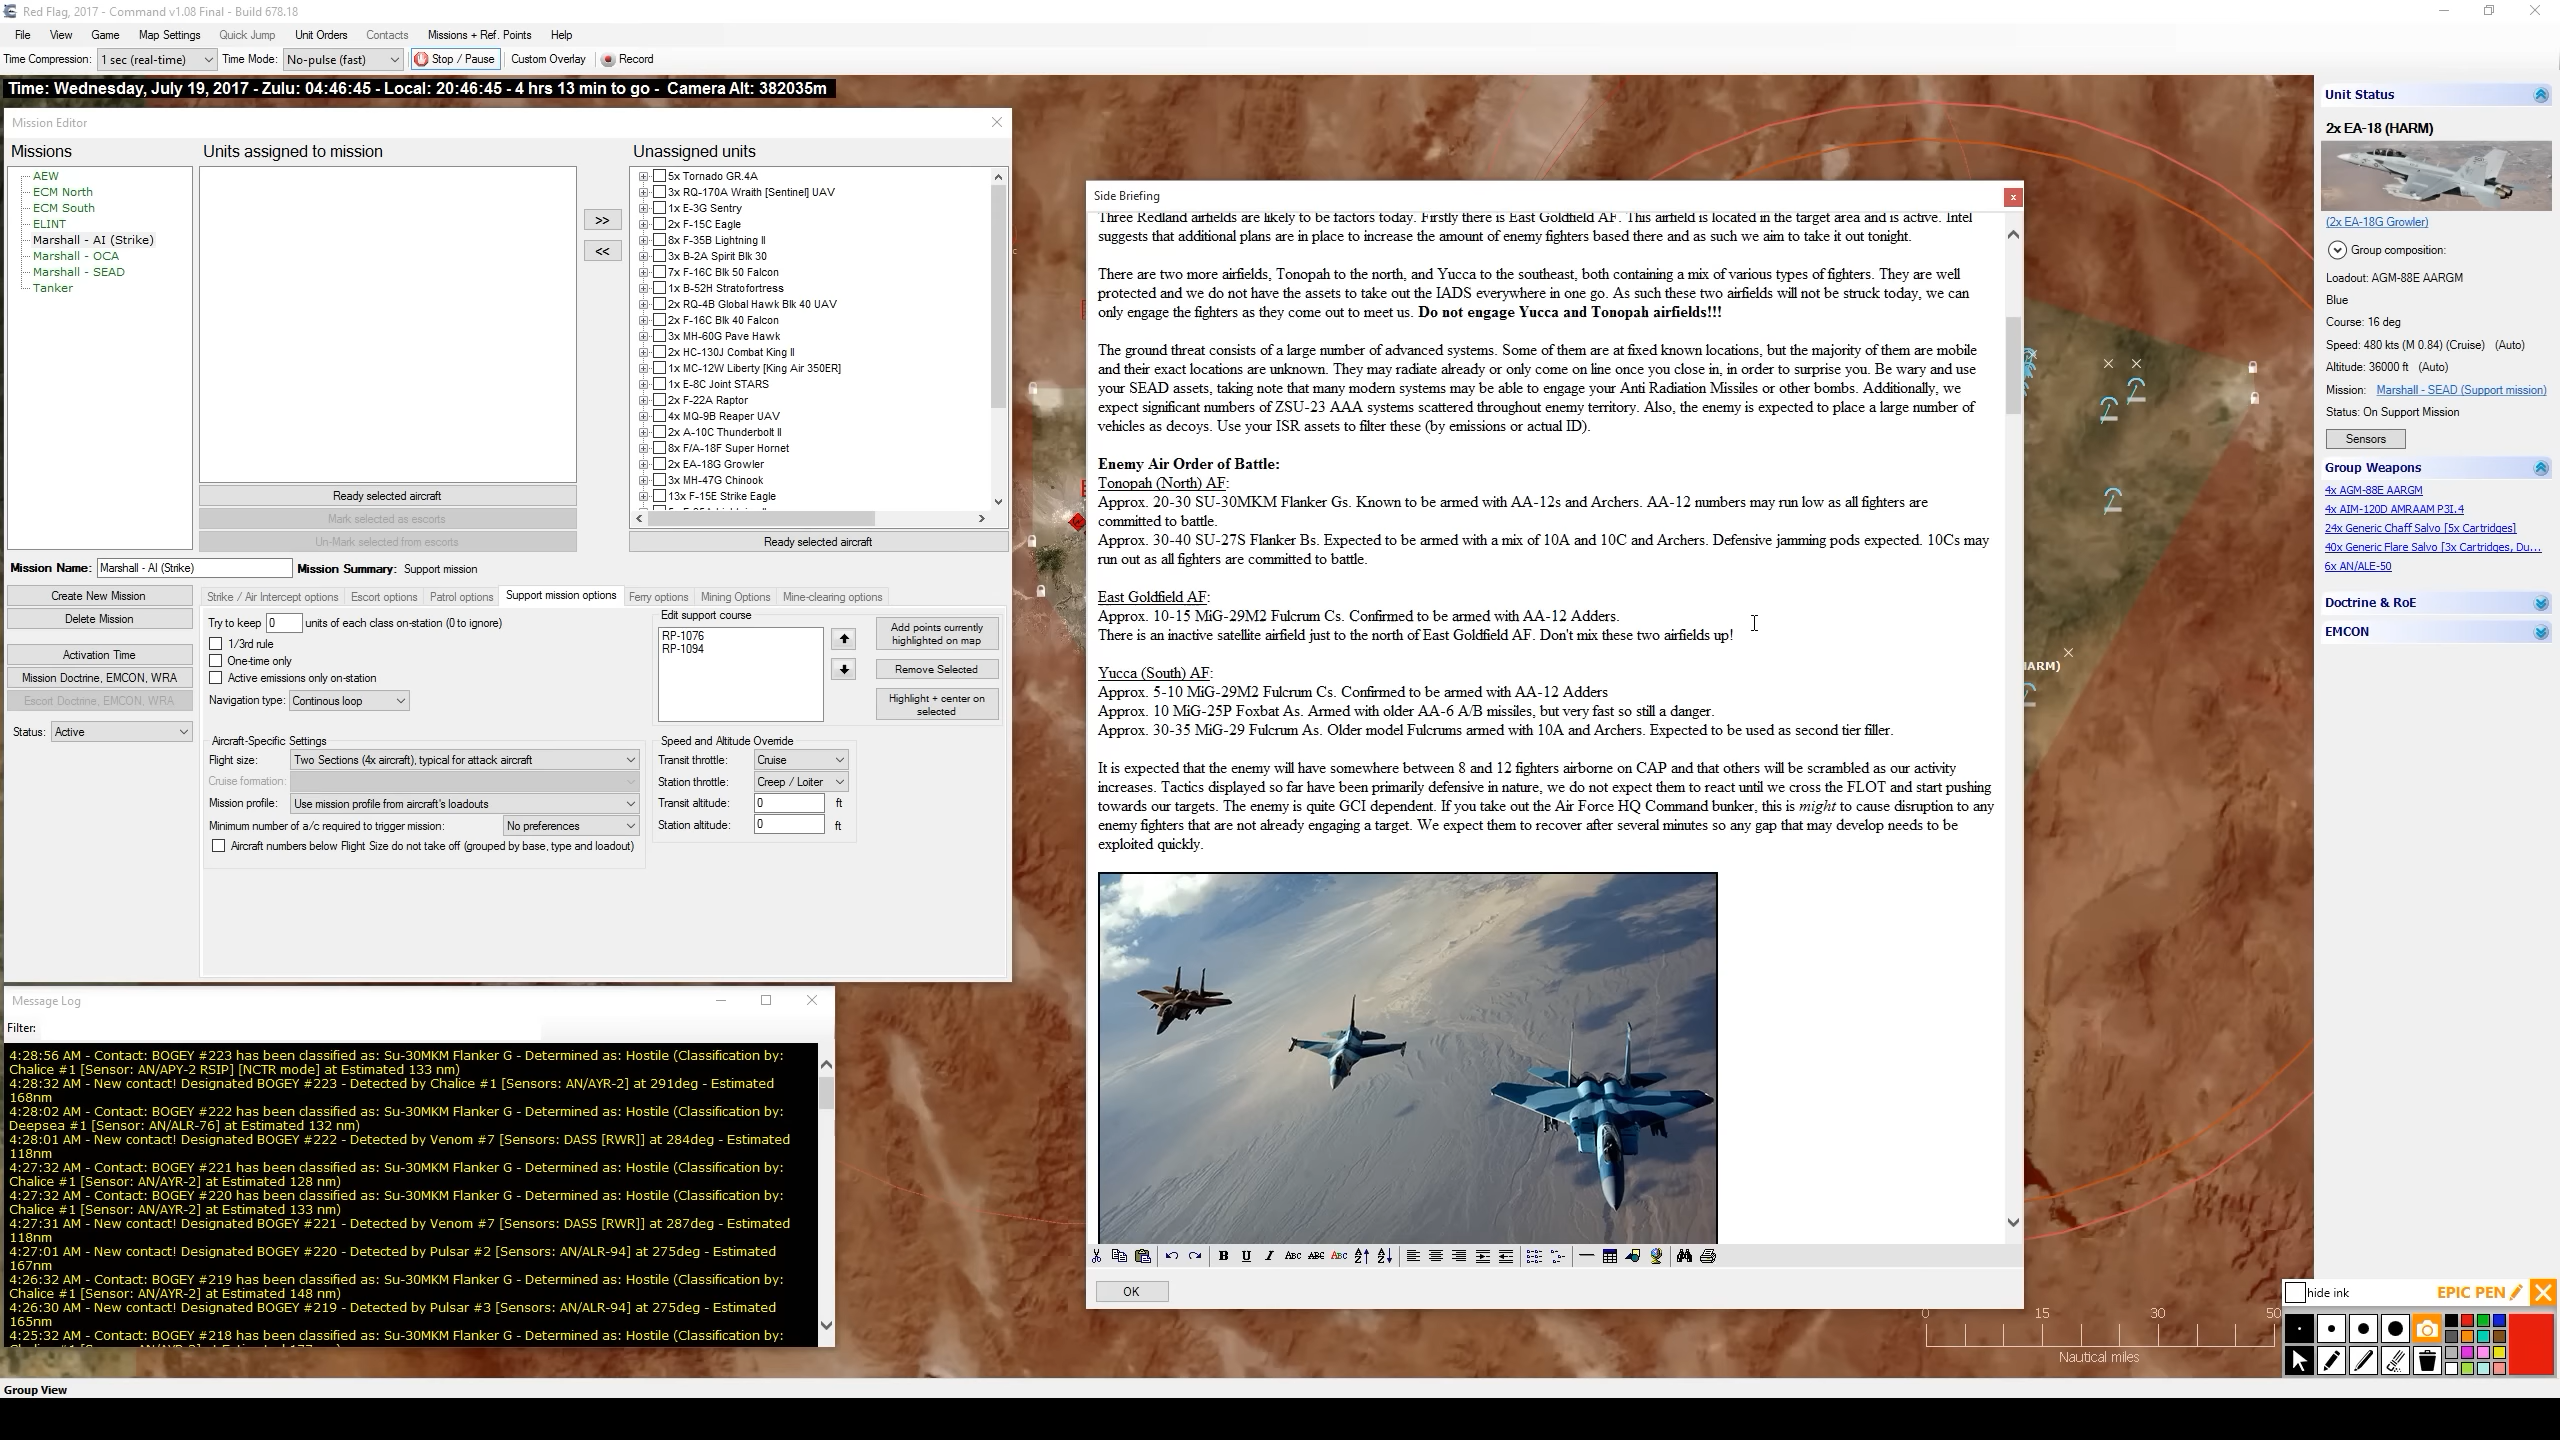 Red Flag, 2017 - Command v1.08 Final - Build 678.18
File View Game Map Settings Quick Jump Unit Orders Contacts Missions + Ref. Points Help
Time Compression: 1 sec (real-time) Time Mode: No-pulse (fast) Stop / Pause Custom Overlay Record
Time: Wednesday, July 19, 2017 - Zulu: 04:46:45 - Local: 20:46:45 - 4 hrs 13 min to go - Camera Alt: 382035m
Mission Editor
Missions
AEW
ECM North
ECM South
ELINT
Marshall - AI (Strike)
Marshall - OCA
Marshall - SEAD
Tanker
Units assigned to mission
Ready selected aircraft
Mark selected as escorts
Un-Mark selected from escorts
>>
<<
Unassigned units
5x Tornado GR.4A
3x RQ-170A Wraith [Sentinel] UAV
1x E-3G Sentry
2x F-15C Eagle
8x F-35B Lightning II
3x B-2A Spirit Blk 30
7x F-16C Blk 50 Falcon
1x B-52H Stratofortress
2x RQ-4B Global Hawk Blk 40 UAV
2x F-16C Blk 40 Falcon
3x MH-60G Pave Hawk
2x HC-130J Combat King II
1x MC-12W Liberty [King Air 350ER]
1x E-8C Joint STARS
2x F-22A Raptor
4x MQ-9B Reaper UAV
2x A-10C Thunderbolt II
8x F/A-18F Super Hornet
2x EA-18G Growler
3x MH-47G Chinook
13x F-15E Strike Eagle
Ready selected aircraft
Mission Name: Marshall - AI (Strike) Mission Summary: Support mission
Create New Mission
Delete Mission
Activation Time
Mission Doctrine, EMCON, WRA
Escort Doctrine, EMCON, WRA
Status: Active
Strike / Air Intercept options Escort options Patrol options Support mission options Ferry options Mining Options Mine-clearing options
Try to keep 0 units of each class on-station (0 to ignore)
1/3rd rule
One-time only
Active emissions only on-station
Navigation type: Continous loop
Edit support course
RP-1076
RP-1094
Add points currently highlighted on map
Remove Selected
Highlight + center on selected
Aircraft-Specific Settings
Flight size: Two Sections (4x aircraft), typical for attack aircraft
Cruise formation:
Mission profile: Use mission profile from aircraft's loadouts
Minimum number of a/c required to trigger mission: No preferences
Aircraft numbers below Flight Size do not take off (grouped by base, type and loadout)
Speed and Altitude Override
Transit throttle: Cruise
Station throttle: Creep / Loiter
Transit altitude: 0 ft
Station altitude: 0 ft
Message Log
Filter:
4:28:56 AM - Contact: BOGEY #223 has been classified as: Su-30MKM Flanker G - Determined as: Hostile (Classification by:
Chalice #1 [Sensor: AN/APY-2 RSIP] [NCTR mode] at Estimated 133 nm)
4:28:32 AM - New contact! Designated BOGEY #223 - Detected by Chalice #1 [Sensors: AN/AYR-2] at 291deg - Estimated
168nm
4:28:02 AM - Contact: BOGEY #222 has been classified as: Su-30MKM Flanker G - Determined as: Hostile (Classification by:
Deepsea #1 [Sensor: AN/ALR-76] at Estimated 132 nm)
4:28:01 AM - New contact! Designated BOGEY #222 - Detected by Venom #7 [Sensors: DASS [RWR]] at 284deg - Estimated
118nm
4:27:32 AM - Contact: BOGEY #221 has been classified as: Su-30MKM Flanker G - Determined as: Hostile (Classification by:
Chalice #1 [Sensor: AN/AYR-2] at Estimated 128 nm)
4:27:32 AM - Contact: BOGEY #220 has been classified as: Su-30MKM Flanker G - Determined as: Hostile (Classification by:
Chalice #1 [Sensor: AN/AYR-2] at Estimated 133 nm)
4:27:31 AM - New contact! Designated BOGEY #221 - Detected by Venom #7 [Sensors: DASS [RWR]] at 287deg - Estimated
118nm
4:27:01 AM - New contact! Designated BOGEY #220 - Detected by Pulsar #2 [Sensors: AN/ALR-94] at 275deg - Estimated
167nm
4:26:32 AM - Contact: BOGEY #219 has been classified as: Su-30MKM Flanker G - Determined as: Hostile (Classification by:
Chalice #1 [Sensor: AN/AYR-2] at Estimated 148 nm)
4:26:30 AM - New contact! Designated BOGEY #219 - Detected by Pulsar #3 [Sensors: AN/ALR-94] at 275deg - Estimated
165nm
4:25:32 AM - Contact: BOGEY #218 has been classified as: Su-30MKM Flanker G - Determined as: Hostile (Classification by:
Side Briefing
Three Redland airfields are likely to be factors today. Firstly there is East Goldfield AF. This airfield is located in the target area and is active. Intel
suggests that additional plans are in place to increase the amount of enemy fighters based there and as such we aim to take it out tonight.
There are two more airfields, Tonopah to the north, and Yucca to the southeast, both containing a mix of various types of fighters. They are well
protected and we do not have the assets to take out the IADS everywhere in one go. As such these two airfields will not be struck today, we can
only engage the fighters as they come out to meet us. Do not engage Yucca and Tonopah airfields!!!
The ground threat consists of a large number of advanced systems. Some of them are at fixed known locations, but the majority of them are mobile
and their exact locations are unknown. They may radiate already or only come on line once you close in, in order to surprise you. Be wary and use
your SEAD assets, taking note that many modern systems may be able to engage your Anti Radiation Missiles or other bombs. Additionally, we
expect significant numbers of ZSU-23 AAA systems scattered throughout enemy territory. Also, the enemy is expected to place a large number of
vehicles as decoys. Use your ISR assets to filter these (by emissions or actual ID).
Enemy Air Order of Battle:
Tonopah (North) AF:
Approx. 20-30 SU-30MKM Flanker Gs. Known to be armed with AA-12s and Archers. AA-12 numbers may run low as all fighters are
committed to battle.
Approx. 30-40 SU-27S Flanker Bs. Expected to be armed with a mix of 10A and 10C and Archers. Defensive jamming pods expected. 10Cs may
run out as all fighters are committed to battle.
East Goldfield AF:
Approx. 10-15 MiG-29M2 Fulcrum Cs. Confirmed to be armed with AA-12 Adders.
There is an inactive satellite airfield just to the north of East Goldfield AF. Don't mix these two airfields up!
Yucca (South) AF:
Approx. 5-10 MiG-29M2 Fulcrum Cs. Confirmed to be armed with AA-12 Adders
Approx. 10 MiG-25P Foxbat As. Armed with older AA-6 A/B missiles, but very fast so still a danger.
Approx. 30-35 MiG-29 Fulcrum As. Older model Fulcrums armed with 10A and Archers. Expected to be used as second tier filler.
It is expected that the enemy will have somewhere between 8 and 12 fighters airborne on CAP and that others will be scrambled as our activity
increases. Tactics displayed so far have been primarily defensive in nature, we do not expect them to react until we cross the FLOT and start pushing
towards our targets. The enemy is quite GCI dependent. If you take out the Air Force HQ Command bunker, this is might to cause disruption to any
enemy fighters that are not already engaging a target. We expect them to recover after several minutes so any gap that may develop needs to be
exploited quickly.
OK
ARM)
Unit Status
2x EA-18 (HARM)
(2x EA-18G Growler)
Group composition:
Loadout: AGM-88E AARGM
Blue
Course: 16 deg
Speed: 480 kts (M 0.84) (Cruise) (Auto)
Altitude: 36000 ft (Auto)
Mission: Marshall - SEAD (Support mission)
Status: On Support Mission
Sensors
Group Weapons
4x AGM-88E AARGM
4x AIM-120D AMRAAM P3I.4
24x Generic Chaff Salvo [5x Cartridges]
40x Generic Flare Salvo [3x Cartridges, Du...
6x AN/ALE-50
Doctrine & RoE
EMCON
0 15 30 50
Nautical miles
hide ink EPIC PEN
Group View